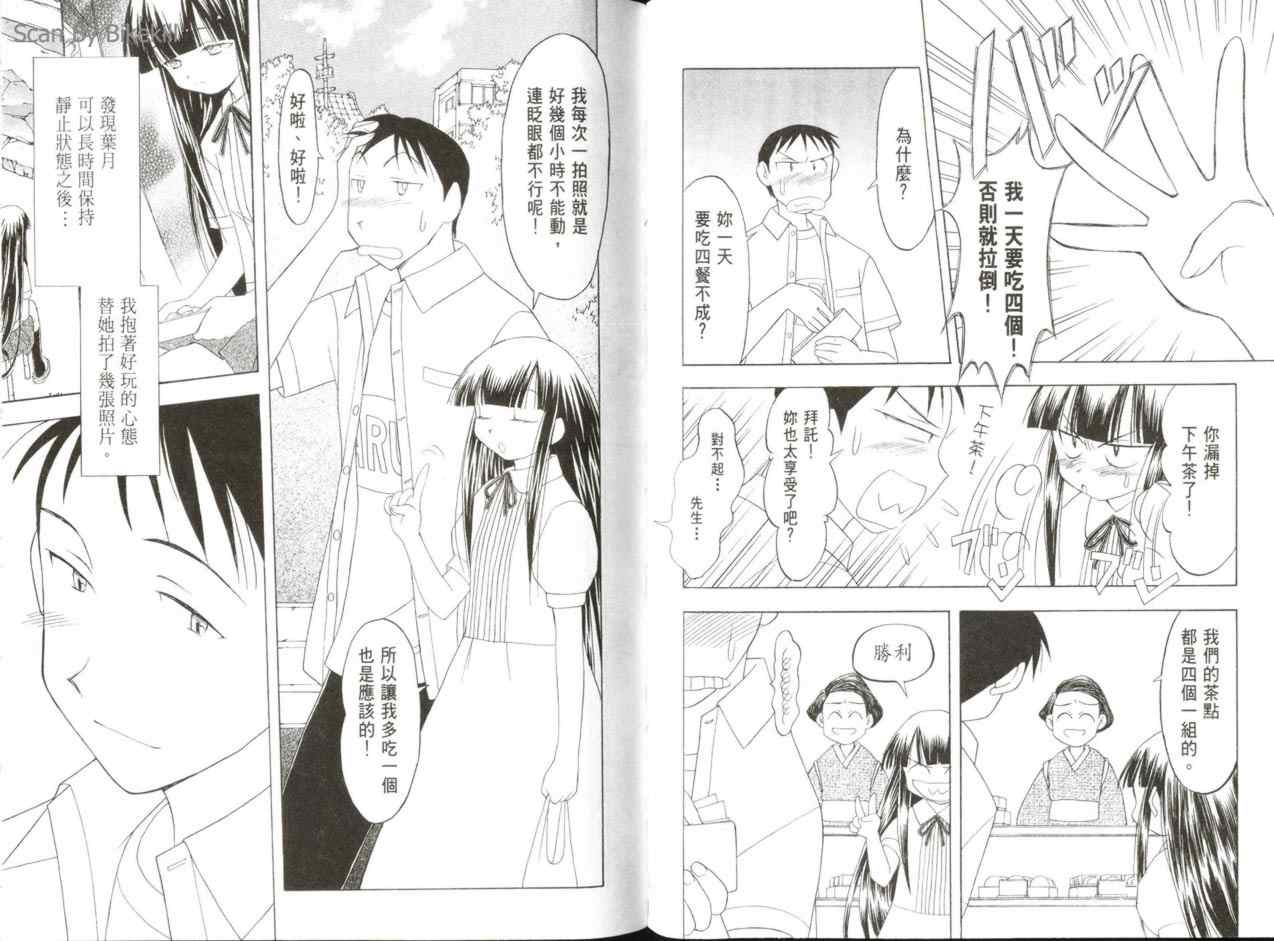 Scan By Bikakill
バババ
我一天要吃四個！
否則就拉倒！
為什麼？
妳一天
要吃四餐不成？
你漏掉
下午茶了！
下午茶！
拜託！
妳也太享受了吧？
對不起…
先生…
我們的茶點
都是四個一組的。
勝利
我每次一拍照就是
好幾個小時不能動，
連眨眼都不行呢！
好啦、好啦！
ARU
所以讓我多吃一個
也是應該的！
發現葉月
可以長時間保持
靜止狀態之後…
我抱著好玩的心態
替她拍了幾張照片。